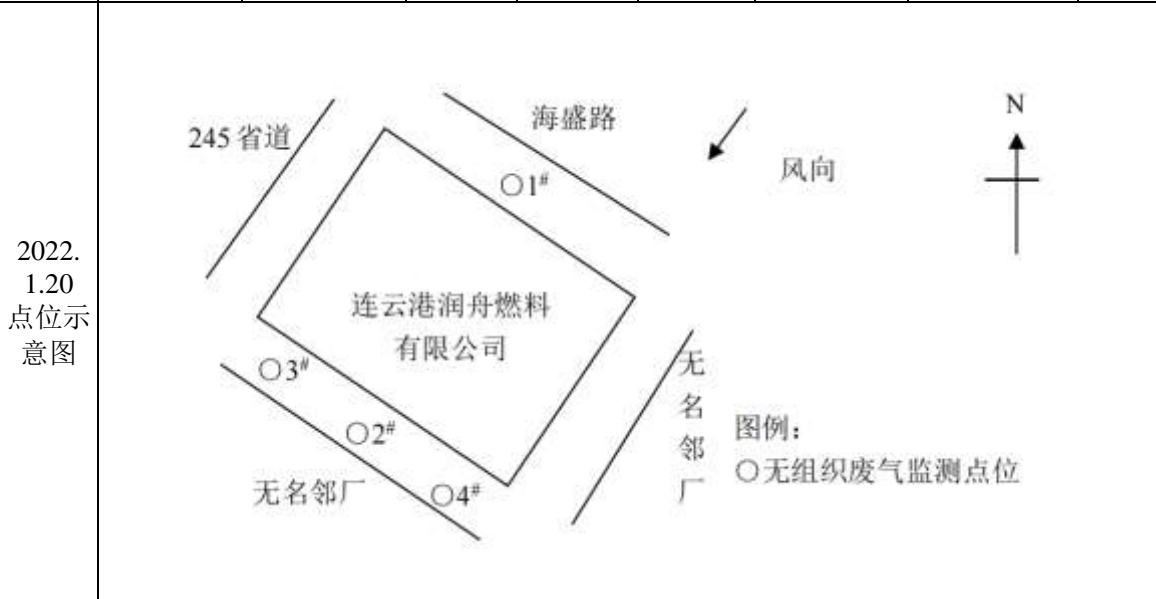 2022.
1.20
点位示
意图
245省道
海盛路
N
风向
○1#
连云港润舟燃料
有限公司
○3#
○2#
○4#
无名邻厂
无
名
邻
厂
图例：
○无组织废气监测点位